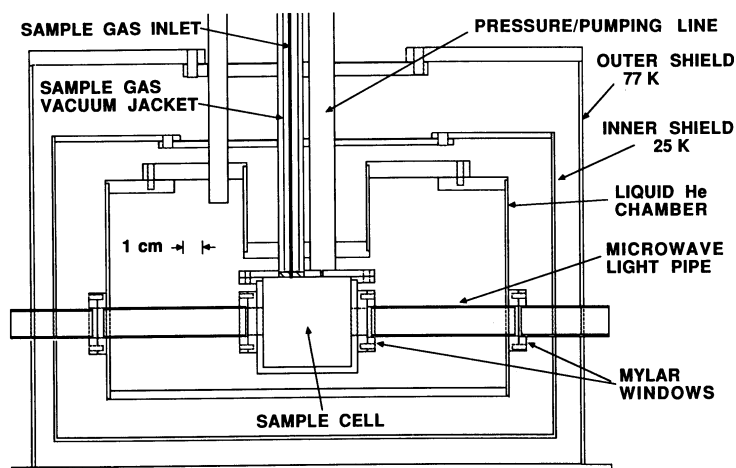 SAMPLE GAS INLET
SAMPLE GAS
VACUUM JACKET
PRESSURE/PUMPING LINE
OUTER SHIELD
77 K
INNER SHIELD
25 K
LIQUID He
CHAMBER
1 cm
MICROWAVE
LIGHT PIPE
MYLAR
WINDOWS
SAMPLE CELL